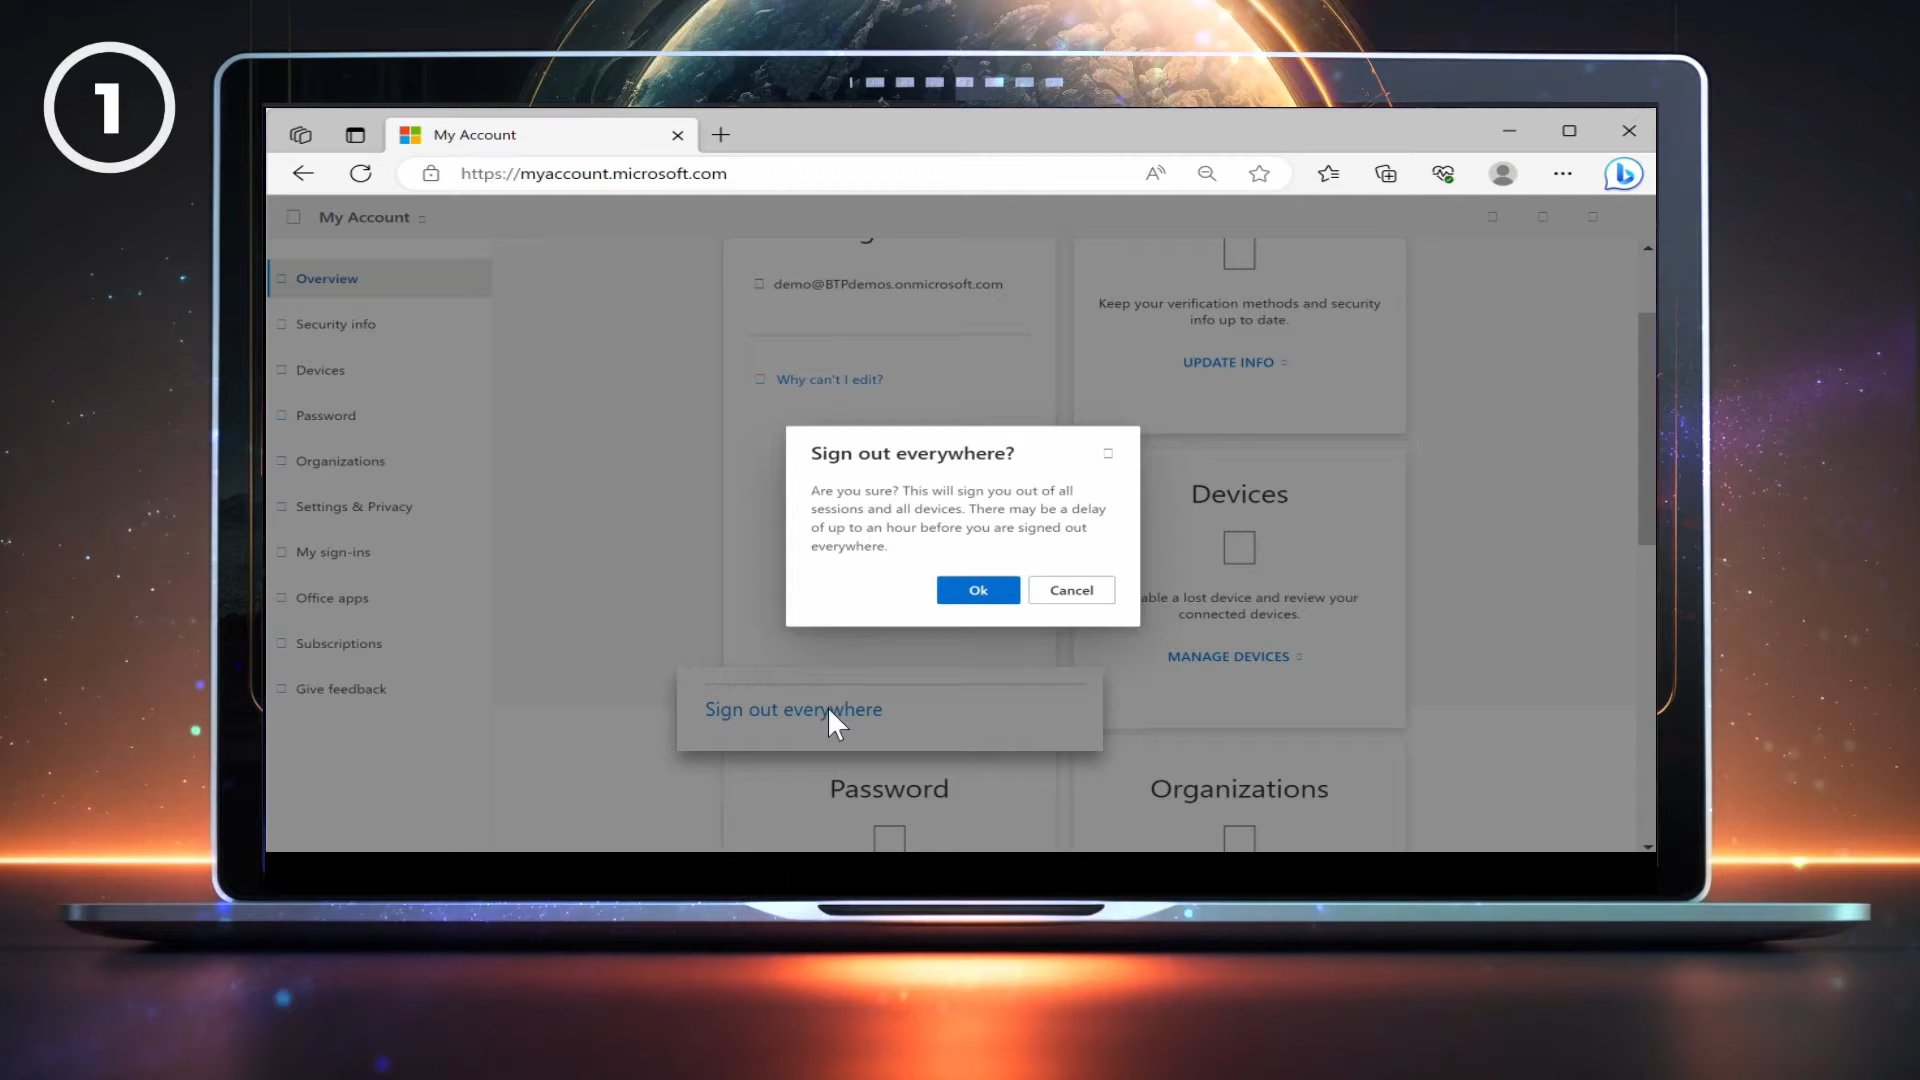 1
My Account
https://myaccount.microsoft.com
My Account
Overview
Security info
Devices
Password
Organizations
Settings & Privacy
My sign-ins
Office apps
Subscriptions
Give feedback
demo@BTPdemos.onmicrosoft.com
Why can't I edit?
Keep your verification methods and security
info up to date.
UPDATE INFO
Sign out everywhere?
Are you sure? This will sign you out of all
sessions and all devices. There may be a delay
of up to an hour before you are signed out
everywhere.
Ok
Cancel
Devices
able a lost device and review your
connected devices.
MANAGE DEVICES
Sign out everywhere
Password
Organizations